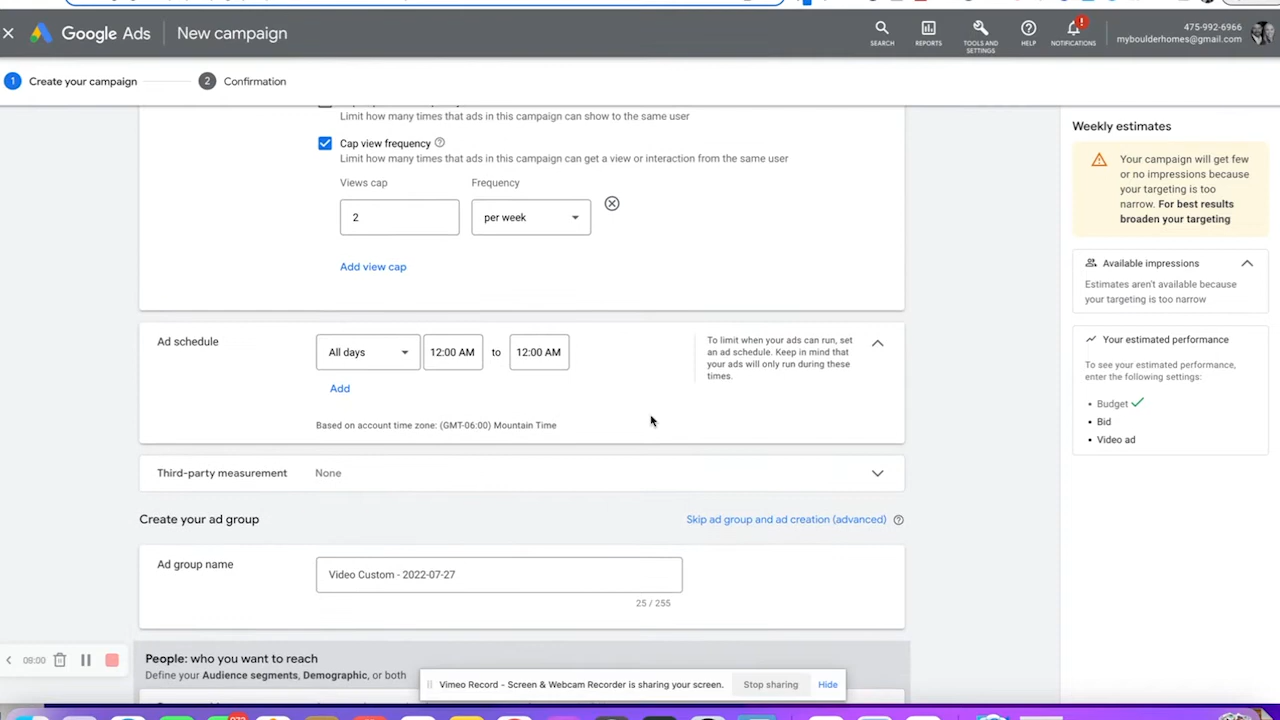 Google Ads
New campaign
SEARCH
REPORTS
TOOLS AND
SETTINGS
HELP
NOTIFICATIONS
475-992-6966
myboulderhomes@gmail.com
1 Create your campaign
2 Confirmation
Limit how many times that ads in this campaign can show to the same user
Cap view frequency
Limit how many times that ads in this campaign can get a view or interaction from the same user
Views cap
Frequency
2
per week
Add view cap
Ad schedule
All days
12:00 AM
to
12:00 AM
To limit when your ads can run, set
an ad schedule. Keep in mind that
your ads will only run during these
times.
Add
Based on account time zone: (GMT-06:00) Mountain Time
Third-party measurement
None
Create your ad group
Skip ad group and ad creation (advanced)
Ad group name
Video Custom - 2022-07-27
25 / 255
People: who you want to reach
Define your Audience segments, Demographic, or both
Weekly estimates
Your campaign will get few
or no impressions because
your targeting is too
narrow. For best results
broaden your targeting
Available impressions
Estimates aren't available because
your targeting is too narrow
Your estimated performance
To see your estimated performance,
enter the following settings:
• Budget
• Bid
• Video ad
09:00
Vimeo Record - Screen & Webcam Recorder is sharing your screen.
Stop sharing
Hide